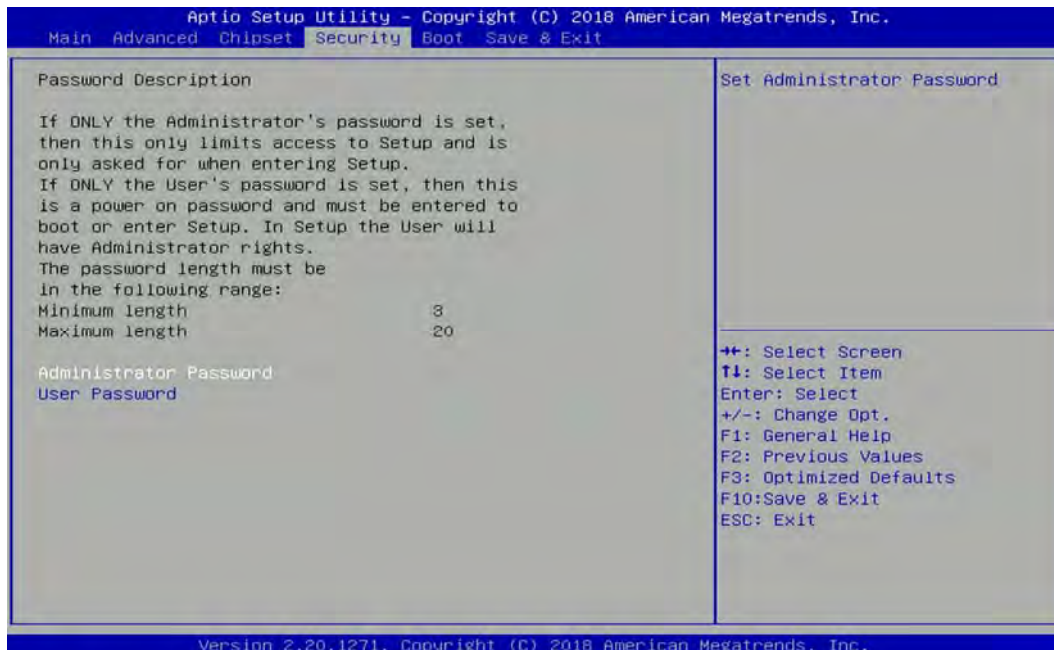 Aptio Setup Utility – Copyright (C) 2018 American Megatrends, Inc.
Main Advanced Chipset Security Boot Save & Exit
Password Description
If ONLY the Administrator's password is set,
then this only limits access to Setup and is
only asked for when entering Setup.
If ONLY the User's password is set, then this
is a power on password and must be entered to
boot or enter Setup. In Setup the User will
have Administrator rights.
The password length must be
in the following range:
Minimum length 3
Maximum length 20
Administrator Password
User Password
Set Administrator Password
→←: Select Screen
↑↓: Select Item
Enter: Select
+/-: Change Opt.
F1: General Help
F2: Previous Values
F3: Optimized Defaults
F10:Save & Exit
ESC: Exit
Version 2.20.1271. Copyright (C) 2018 American Megatrends, Inc.